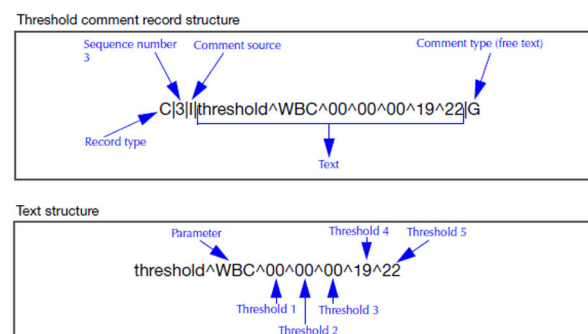 Threshold comment record structure
Sequence number
3
Comment source
Comment type (free text)
C|3|I|threshold^WBC^00^00^00^19^22|G
Record type
Text
Text structure
Parameter
Threshold 4
Threshold 5
threshold^WBC^00^00^00^19^22
Threshold 1
Threshold 3
Threshold 2